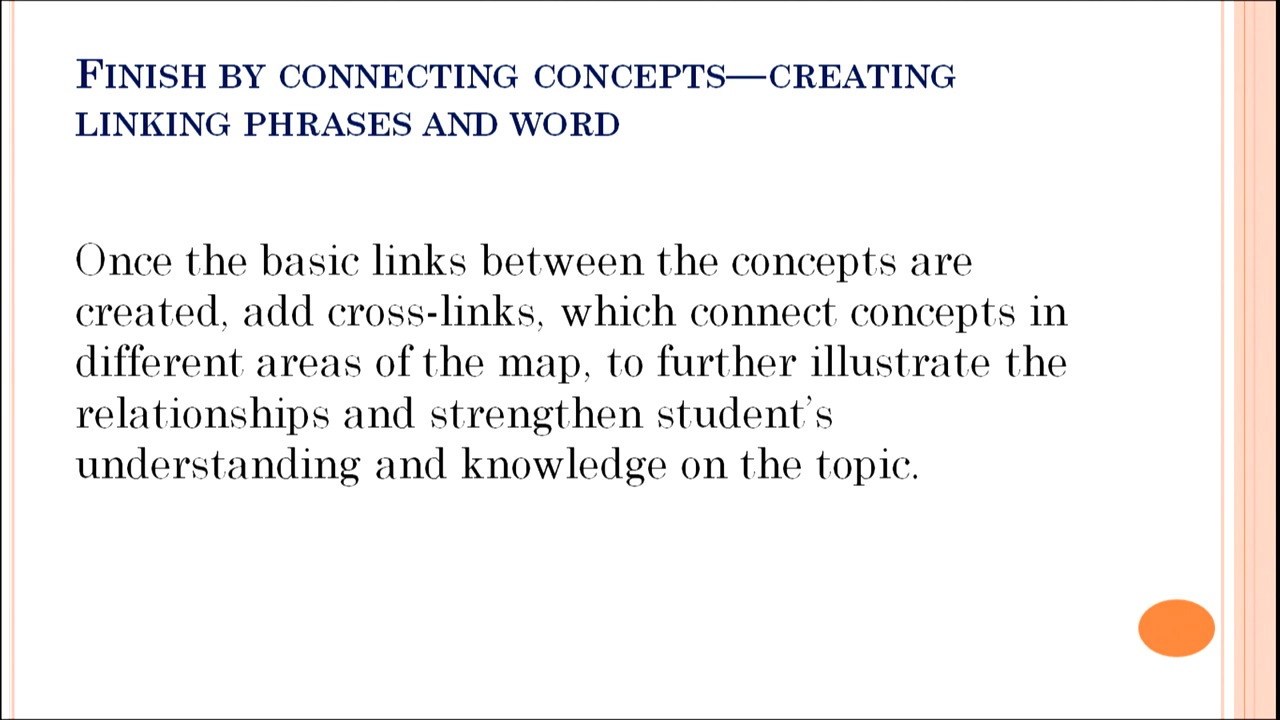 Finish by connecting concepts—creating
linking phrases and word
Once the basic links between the concepts are
created, add cross-links, which connect concepts in
different areas of the map, to further illustrate the
relationships and strengthen student's
understanding and knowledge on the topic.